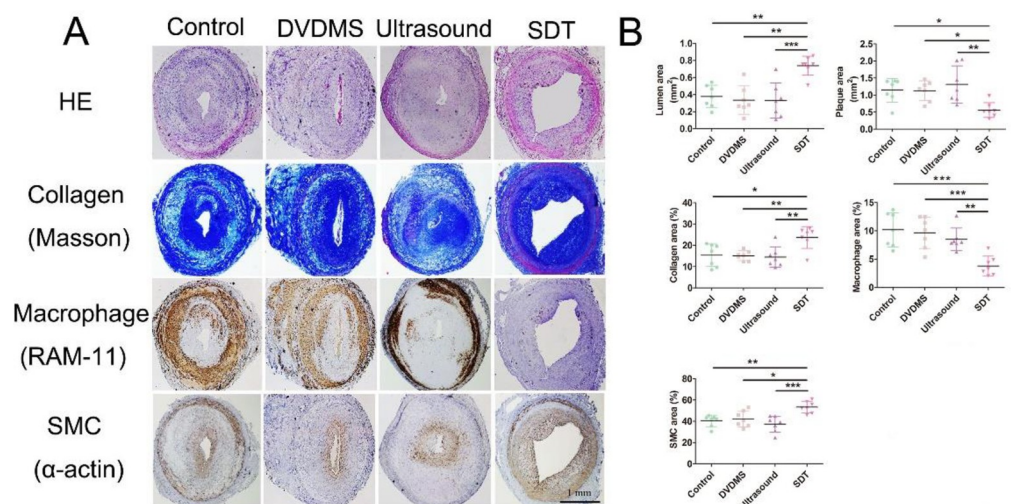 A
Control DVDMS Ultrasound SDT
HE
Collagen
(Masson)
Macrophage
(RAM-11)
SMC
(α-actin)
1 mm
B
Lumen area
(mm²)
1.0
0.8
0.6
0.4
0.2
0.0
**
**
***
Control DVDMS Ultrasound SDT
Plaque area
(mm²)
2.5
2.0
1.5
1.0
0.5
0.0
*
*
**
Control DVDMS Ultrasound SDT
Collagen area (%)
40
30
20
10
0
*
**
**
Control DVDMS Ultrasound SDT
Macrophage area (%)
15
10
5
0
***
***
**
Control DVDMS Ultrasound SDT
SMC area (%)
80
60
40
20
0
**
*
***
Control DVDMS Ultrasound SDT